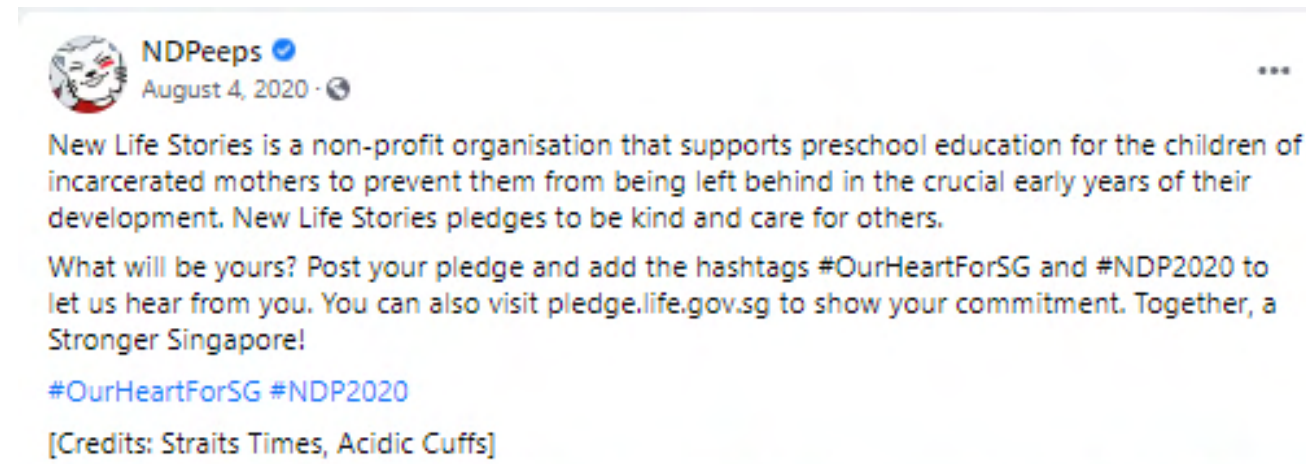 NDPeeps
August 4, 2020 ·
New Life Stories is a non-profit organisation that supports preschool education for the children of
incarcerated mothers to prevent them from being left behind in the crucial early years of their
development. New Life Stories pledges to be kind and care for others.
What will be yours? Post your pledge and add the hashtags #OurHeartForSG and #NDP2020 to
let us hear from you. You can also visit pledge.life.gov.sg to show your commitment. Together, a
Stronger Singapore!
#OurHeartForSG #NDP2020
[Credits: Straits Times, Acidic Cuffs]